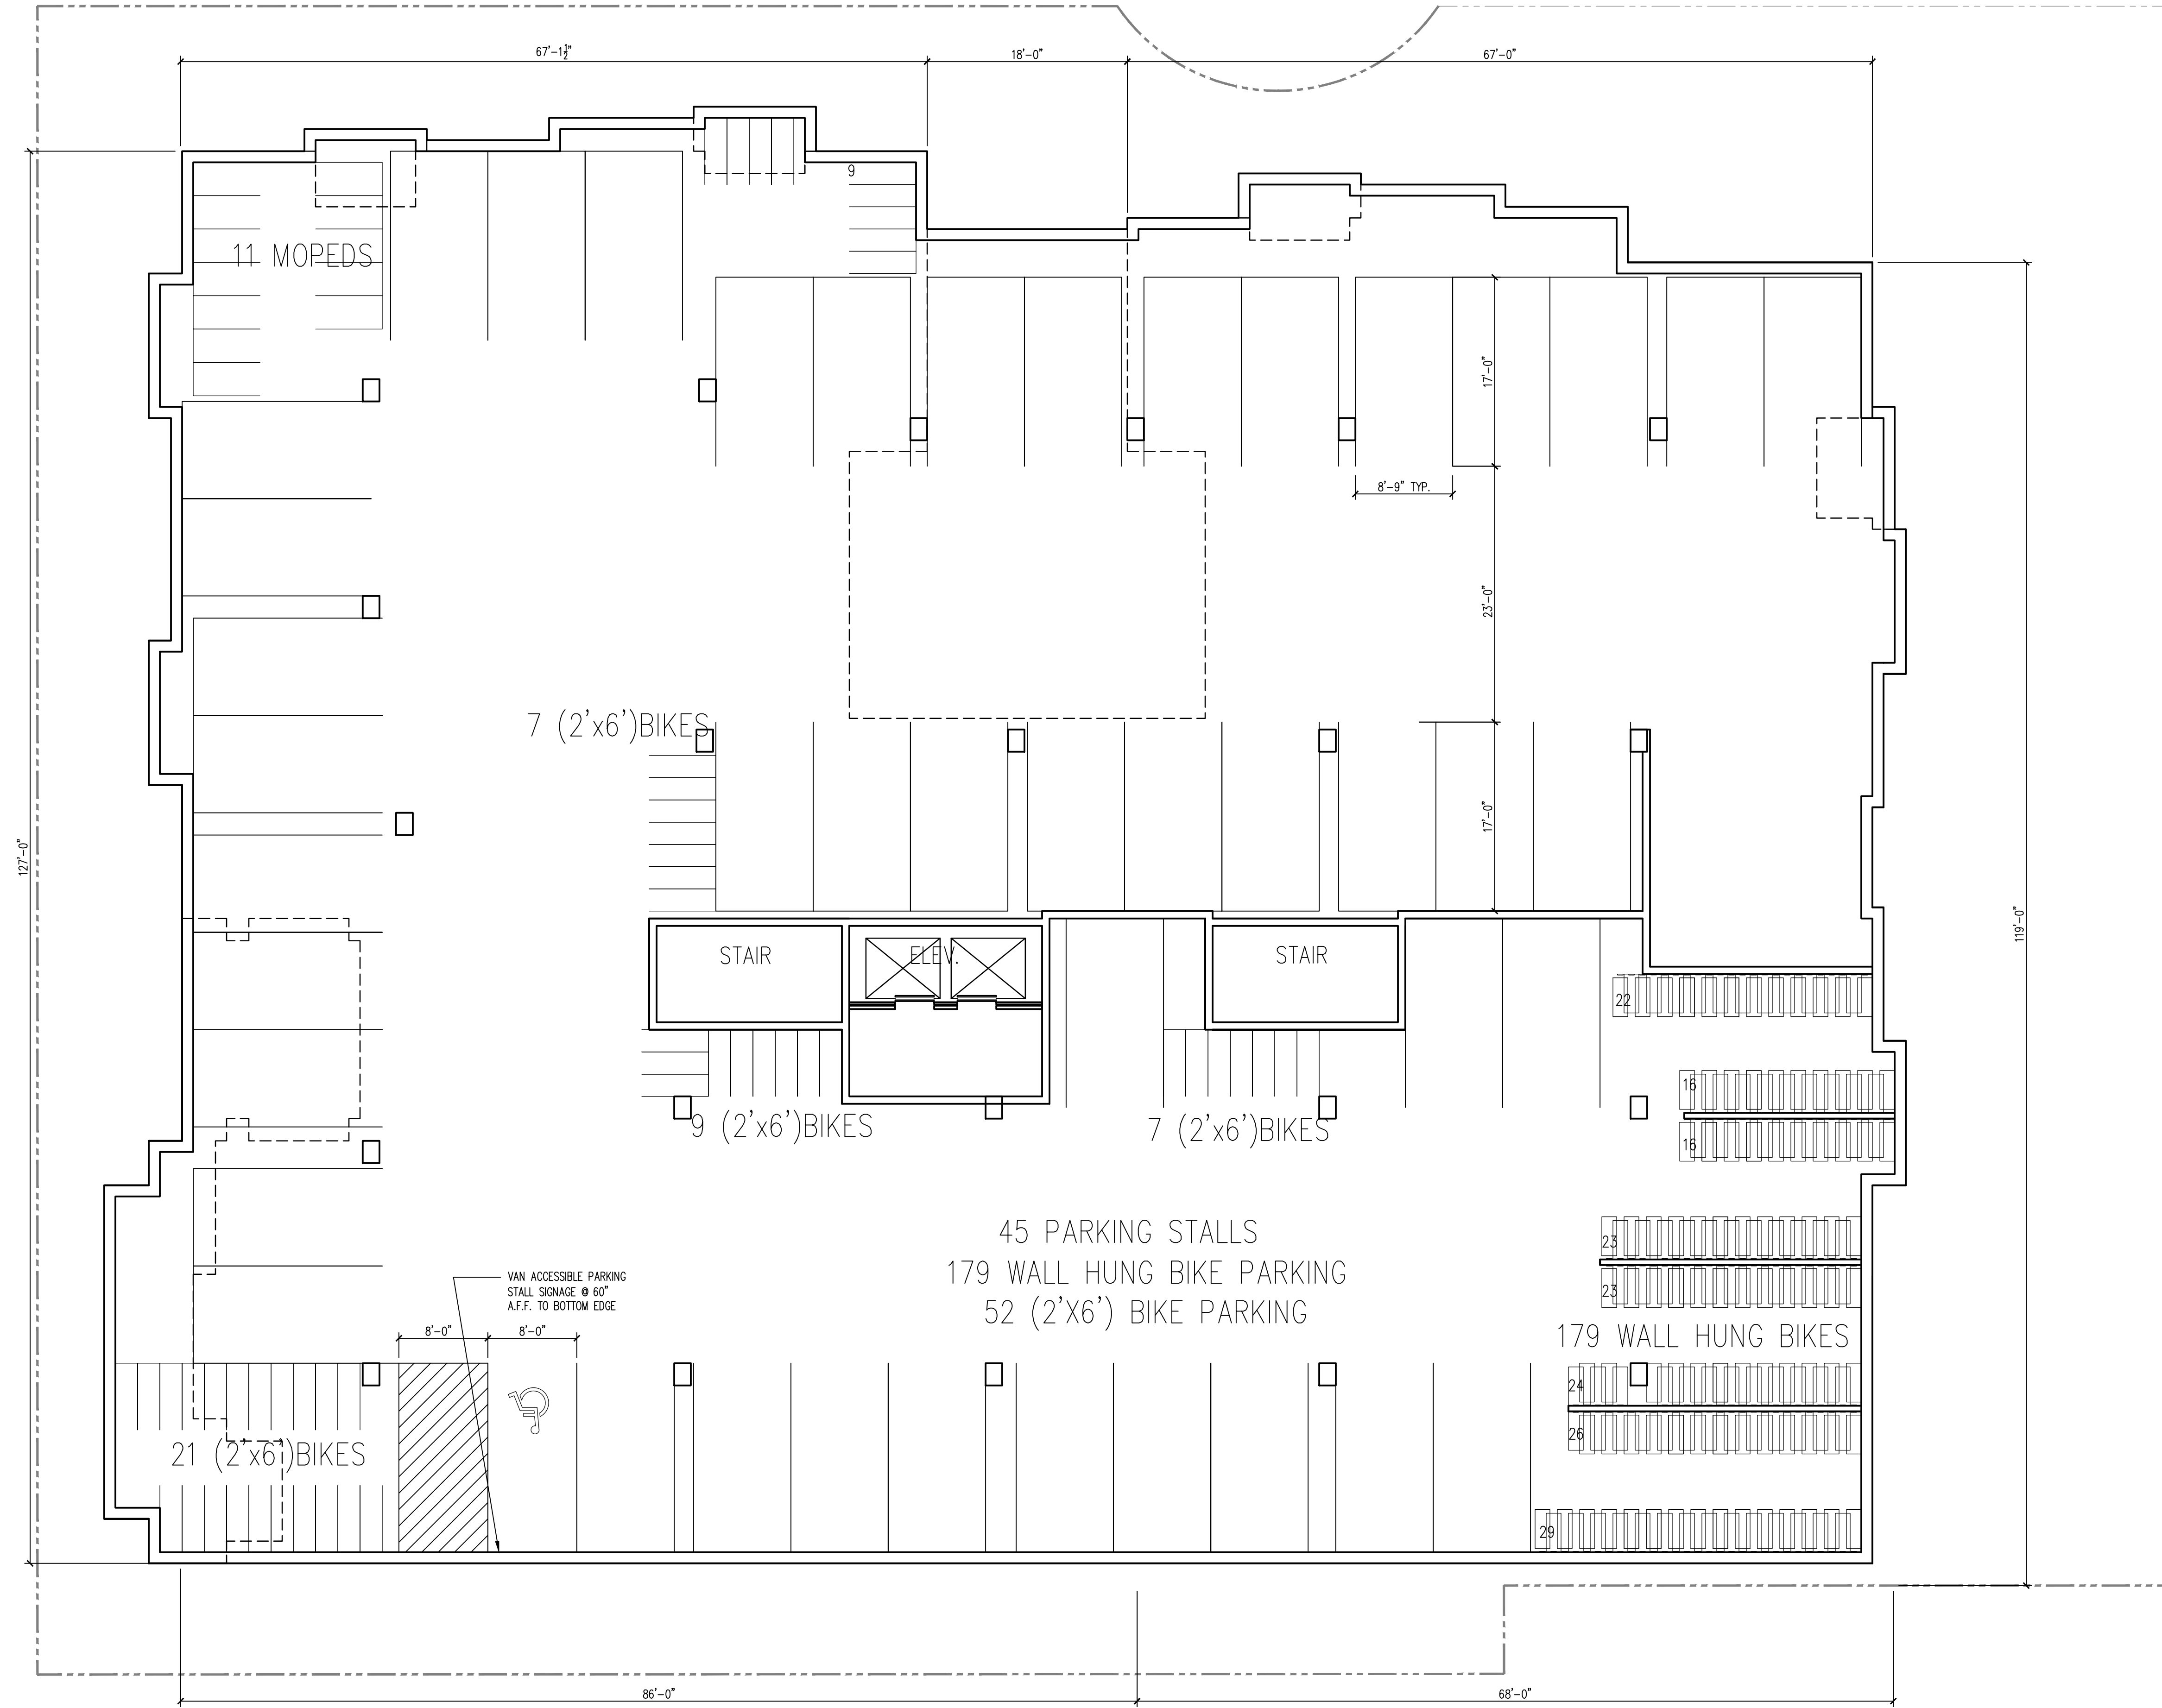 67'-1½"
18'-0"
67'-0"
9
11 MOPEDS
17'-0"
8'-9" TYP.
23'-0"
7 (2'x6')BIKES
17'-0"
127'-0"
119'-0"
STAIR
ELEV.
STAIR
22
16
9 (2'x6')BIKES
7 (2'x6')BIKES
16
45 PARKING STALLS
179 WALL HUNG BIKE PARKING
52 (2'X6') BIKE PARKING
23
23
VAN ACCESSIBLE PARKING
STALL SIGNAGE @ 60"
A.F.F. TO BOTTOM EDGE
8'-0"
8'-0"
179 WALL HUNG BIKES
24
26
21 (2'x6')BIKES
29
86'-0"
68'-0"